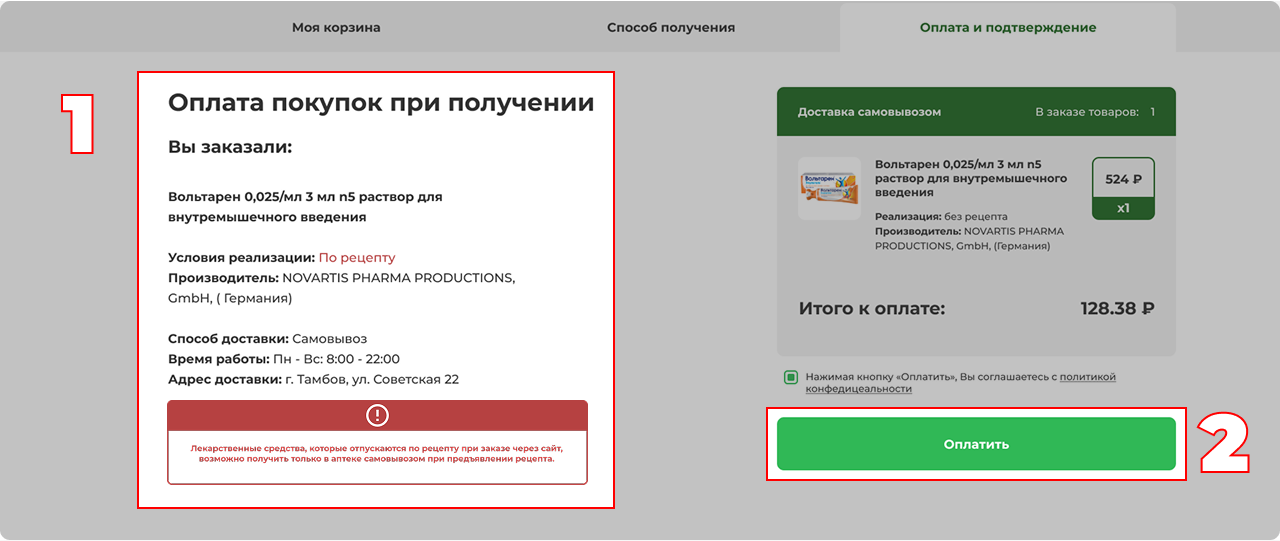 Моя корзина
Способ получения
Оплата и подтверждение
1
Оплата покупок при получении
Вы заказали:
Вольтарен 0,025/мл 3 мл n5 раствор для
внутремышечного введения
Условия реализации: По рецепту
Производитель: NOVARTIS PHARMA PRODUCTIONS,
GmbH, ( Германия)
Способ доставки: Самовывоз
Время работы: Пн - Вс: 8:00 - 22:00
Адрес доставки: г. Тамбов, ул. Советская 22
Лекарственные средства, которые отпускаются по рецепту при заказе через сайт,
возможно получить только в аптеке самовывозом при предъявлении рецепта.
Доставка самовывозом
В заказе товаров: 1
Вольтарен
Вольтарен
Вольтарен 0,025/мл 3 мл n5
раствор для внутремышечного
введения
Реализация: без рецепта
Производитель: NOVARTIS PHARMA
PRODUCTIONS, GmbH, (Германия)
524 ₽
x1
Итого к оплате: 128.38 ₽
Нажимая кнопку «Оплатить», Вы соглашаетесь с политикой
конфедицеальности
Оплатить
2